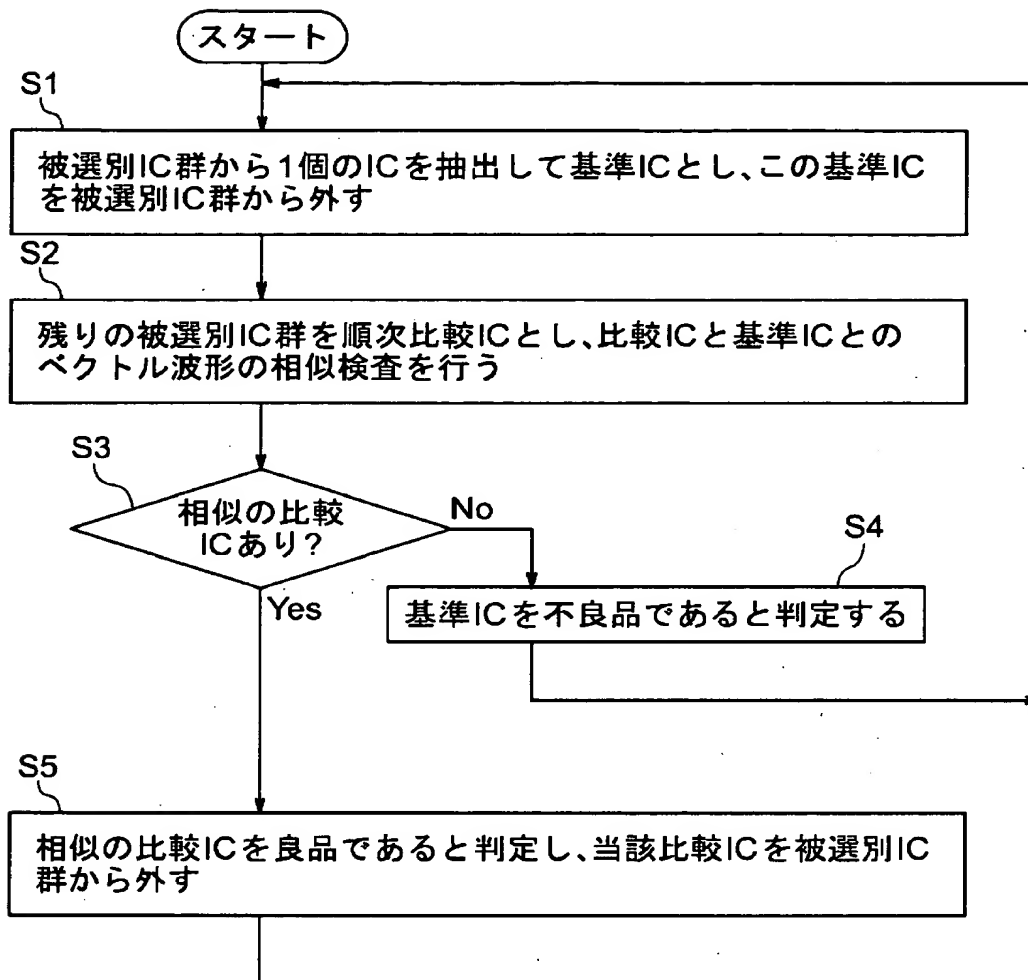 スタート
S1
被選別IC群から1個のICを抽出して基準ICとし、この基準IC
を被選別IC群から外す
S2
残りの被選別IC群を順次比較ICとし、比較ICと基準ICとの
ベクトル波形の相似検査を行う
S3
相似の比較
ICあり?
No
Yes
S4
基準ICを不良品であると判定する
S5
相似の比較ICを良品であると判定し、当該比較ICを被選別IC
群から外す